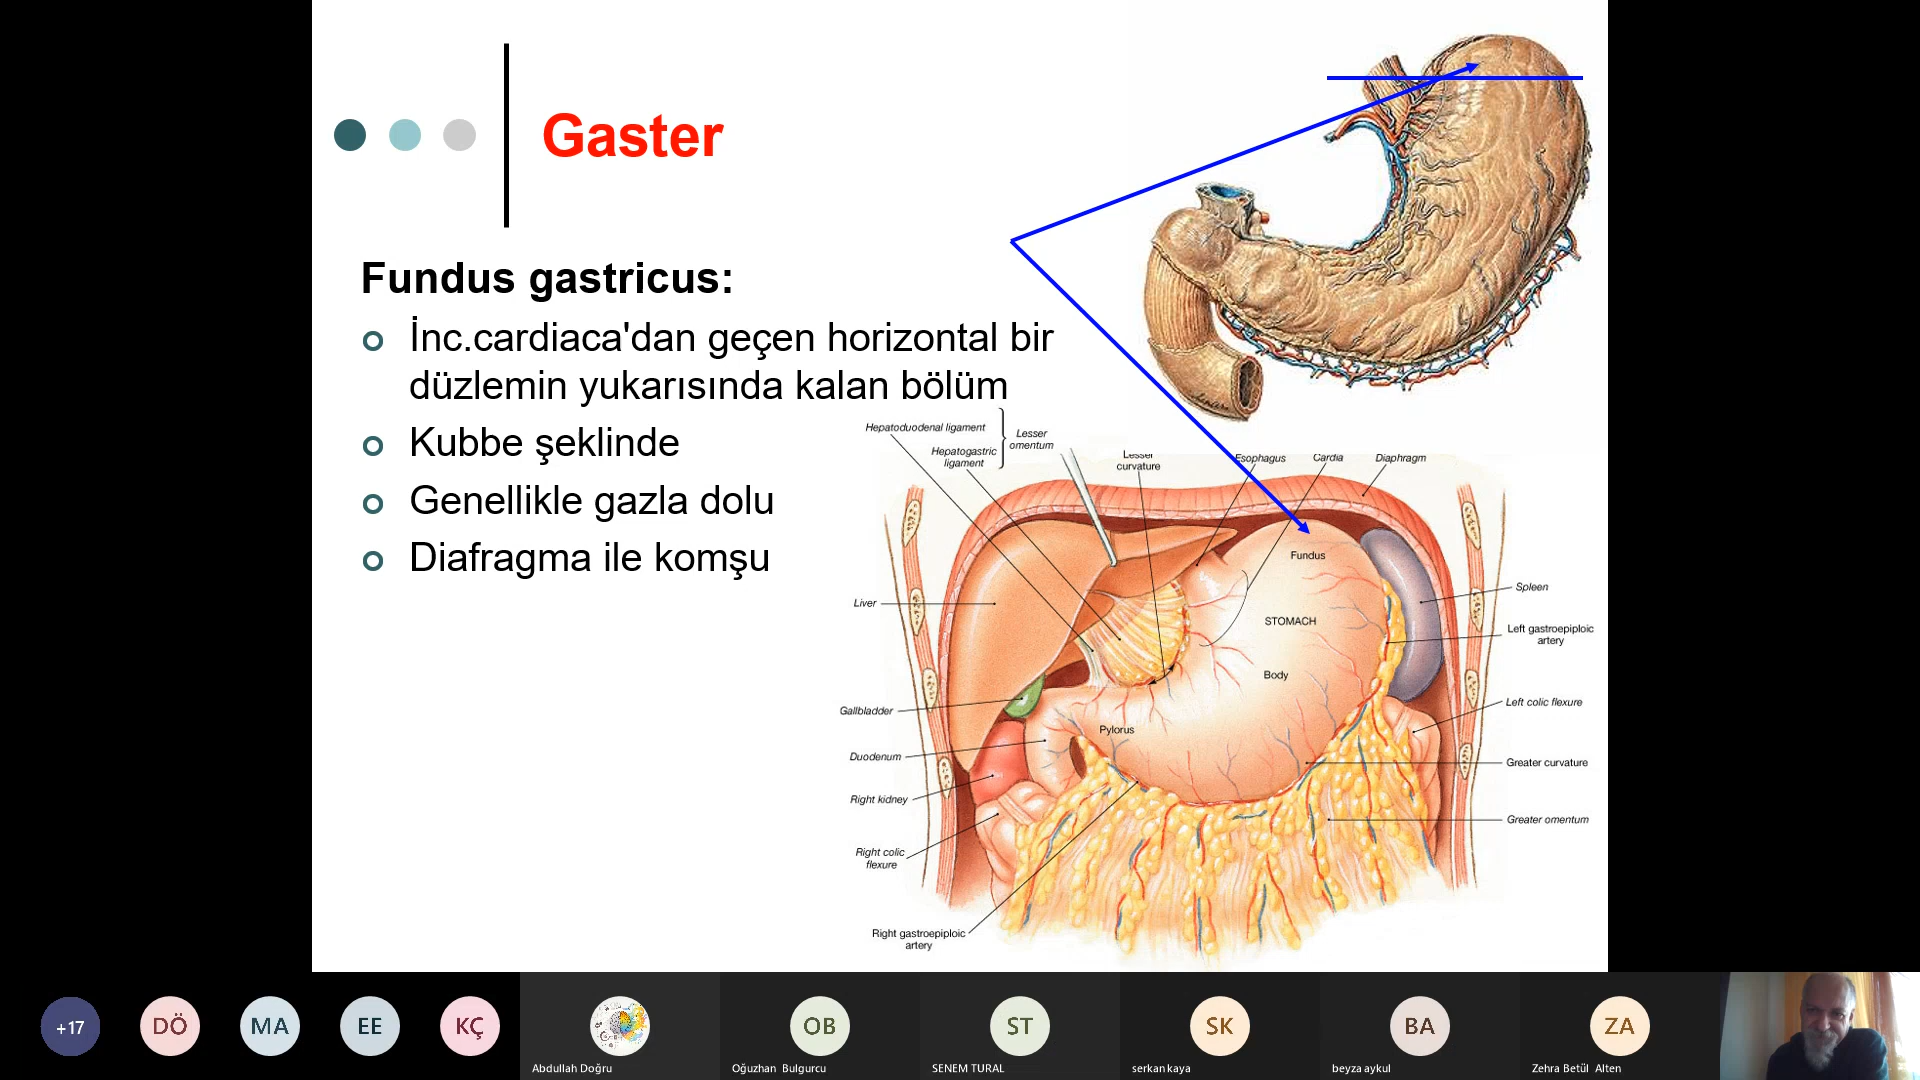 Gaster
Fundus gastricus:
İnc.cardiaca'dan geçen horizontal bir
düzlemin yukarısında kalan bölüm
Kubbe şeklinde
Genellikle gazla dolu
Diafragma ile komşu
Hepatoduodenal ligament
Hepatogastric
ligament
Lesser
omentum
Lesser
curvature
Esophagus
Cardia
Diaphragm
Fundus
STOMACH
Body
Pylorus
Liver
Gallbladder
Duodenum
Right kidney
Right colic
flexure
Right gastroepiploic
artery
Spleen
Left gastroepiploic
artery
Left colic flexure
Greater curvature
Greater omentum
+17
DÖ
MA
EE
KÇ
Abdullah Doğru
OB
Oğuzhan Bulgurcu
ST
SENEM TURAL
SK
serkan kaya
BA
beyza aykul
ZA
Zehra Betül Alten